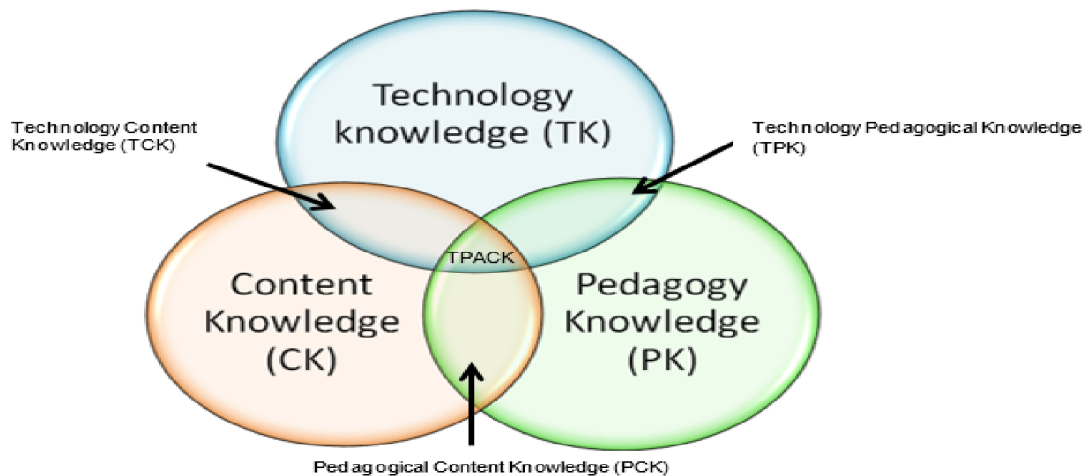 Technology
knowledge (TK)
Technology Content
Knowledge (TCK)
Technology Pedagogical Knowledge
(TPK)
TPACK
Content
Knowledge
(CK)
Pedagogy
Knowledge
(PK)
Pedagogical Content Knowledge (PCK)